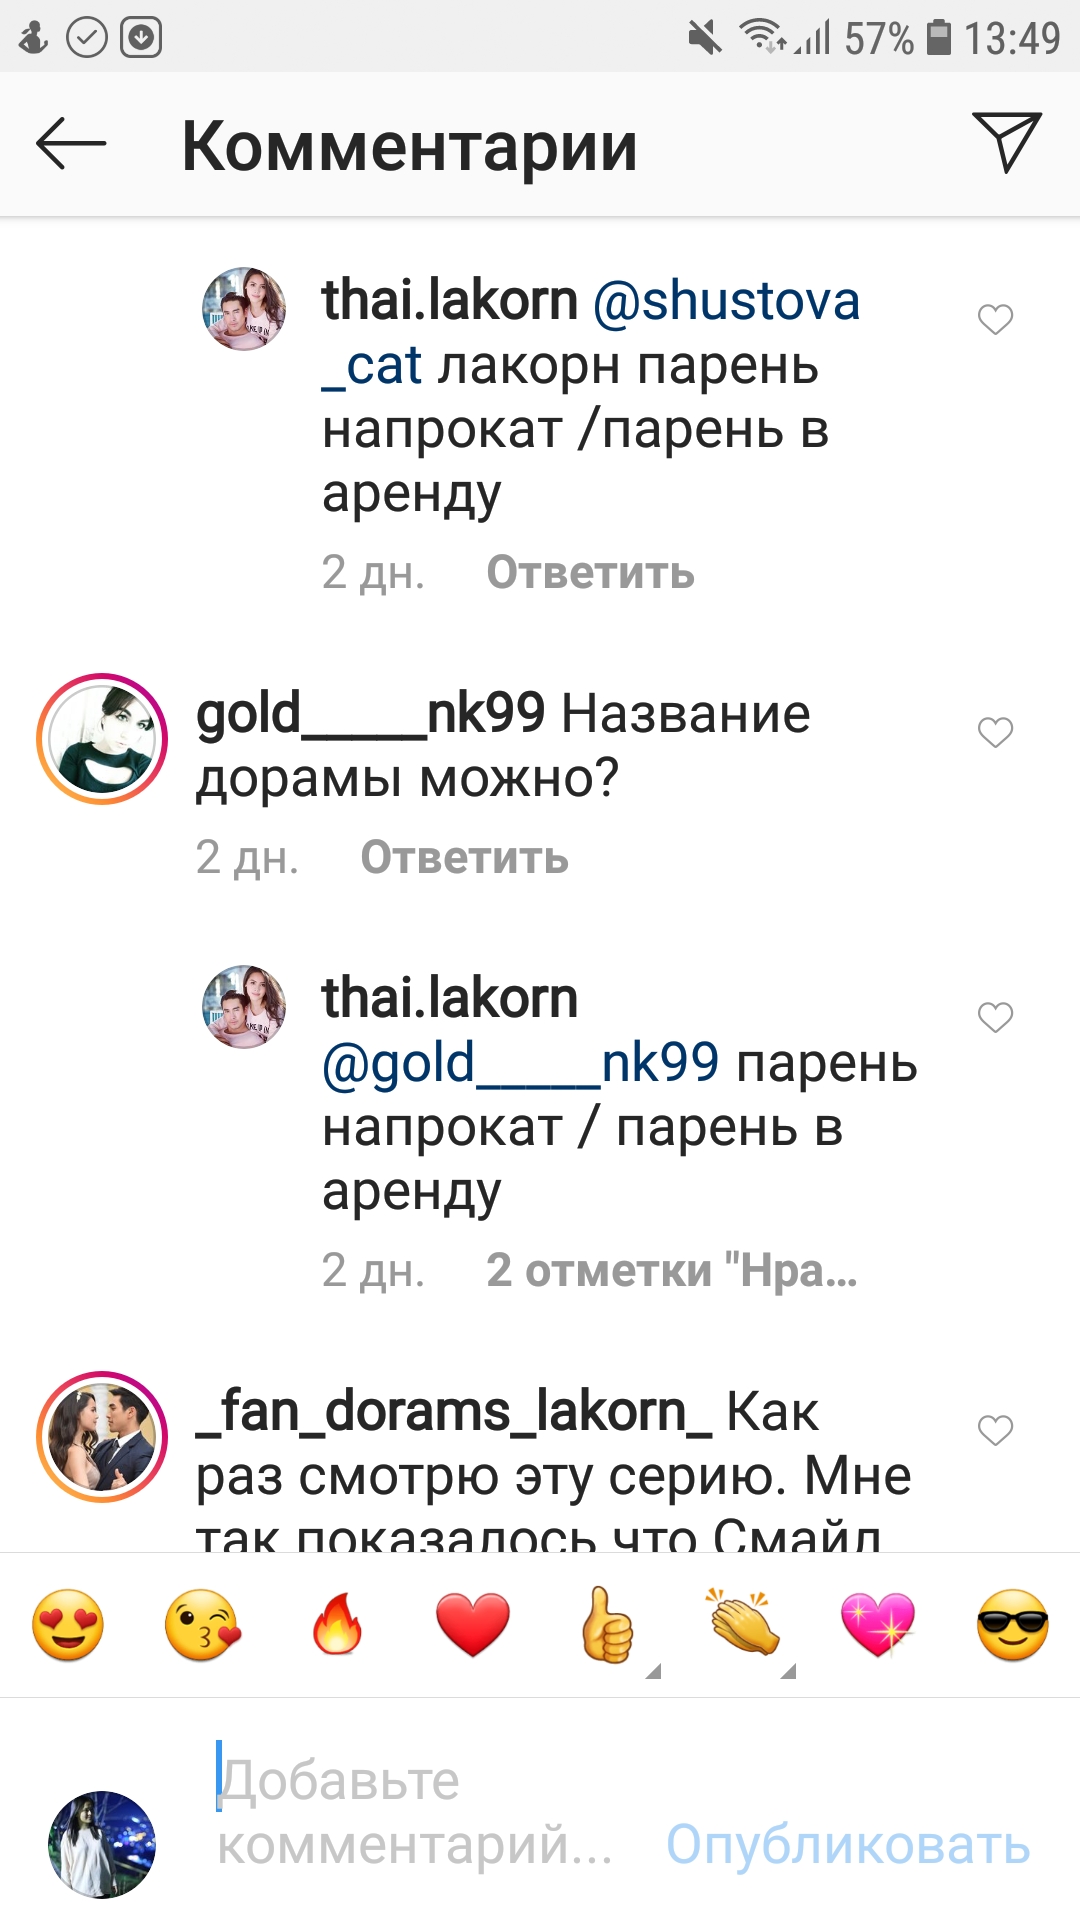 57% 13:49
Комментарии
thai.lakorn @shustova
_cat лакорн парень
напрокат /парень в
аренду
2 дн. Ответить
gold_____nk99 Название
дорамы можно?
2 дн. Ответить
thai.lakorn
@gold_____nk99 парень
напрокат / парень в
аренду
2 дн. 2 отметки "Нра...
_fan_dorams_lakorn_ Как
раз смотрю эту серию. Мне
так показалось что Смайл
Добавьте
комментарий... Опубликовать